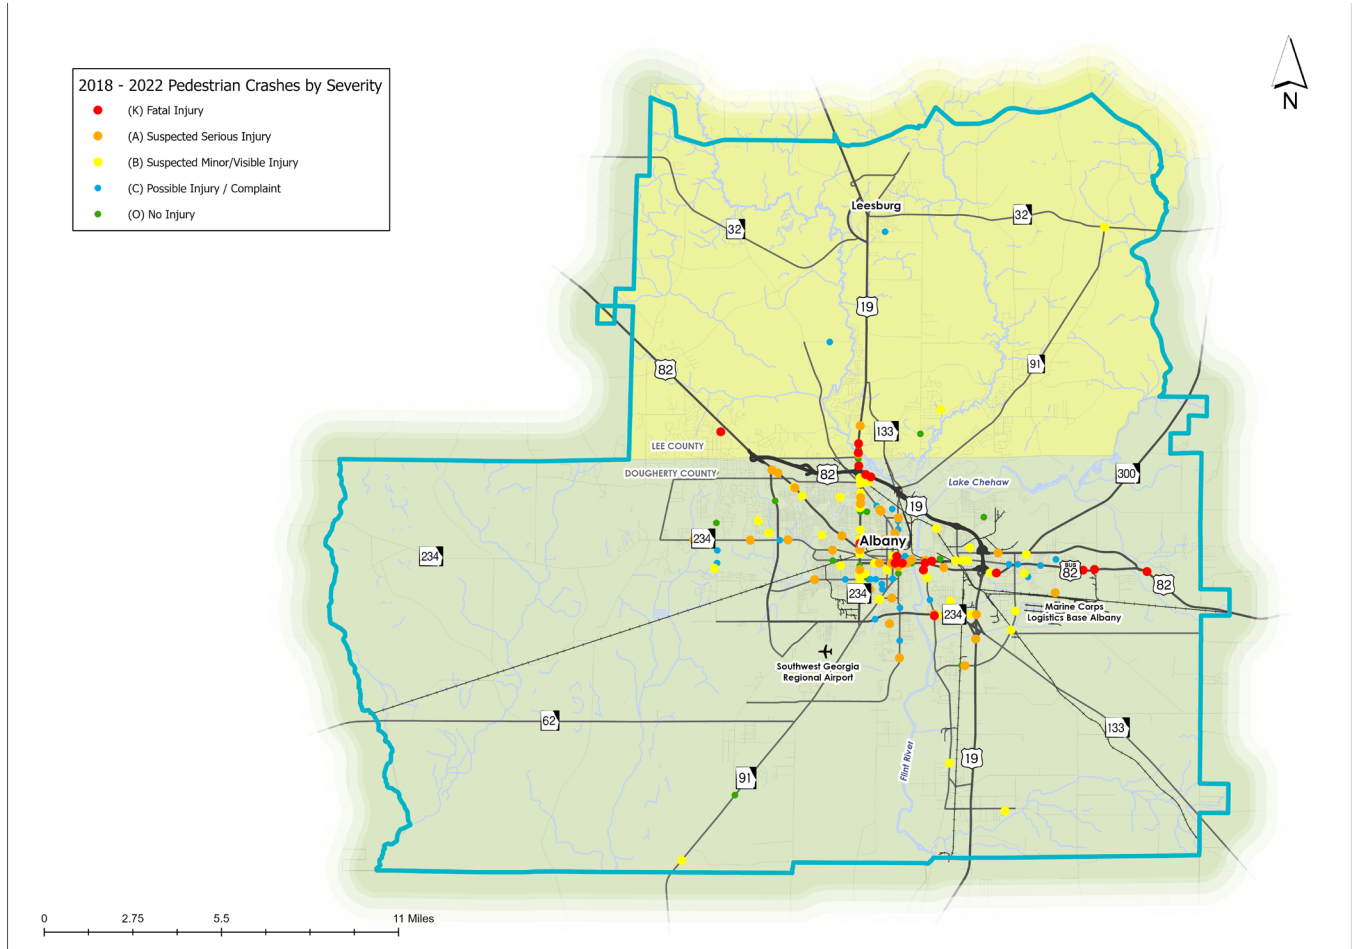 2018 - 2022 Pedestrian Crashes by Severity
(K) Fatal Injury
(A) Suspected Serious Injury
(B) Suspected Minor/Visible Injury
(C) Possible Injury / Complaint
(O) No Injury
N
Leesburg
32
32
19
82
91
133
LEE COUNTY
DOUGHERTY COUNTY
82
300
Lake Chehaw
19
234
234
Albany
BUS
82
82
234
234
Marine Corps
Logistics Base Albany
Southwest Georgia
Regional Airport
62
133
Flint River
19
91
0
2.75
5.5
11 Miles